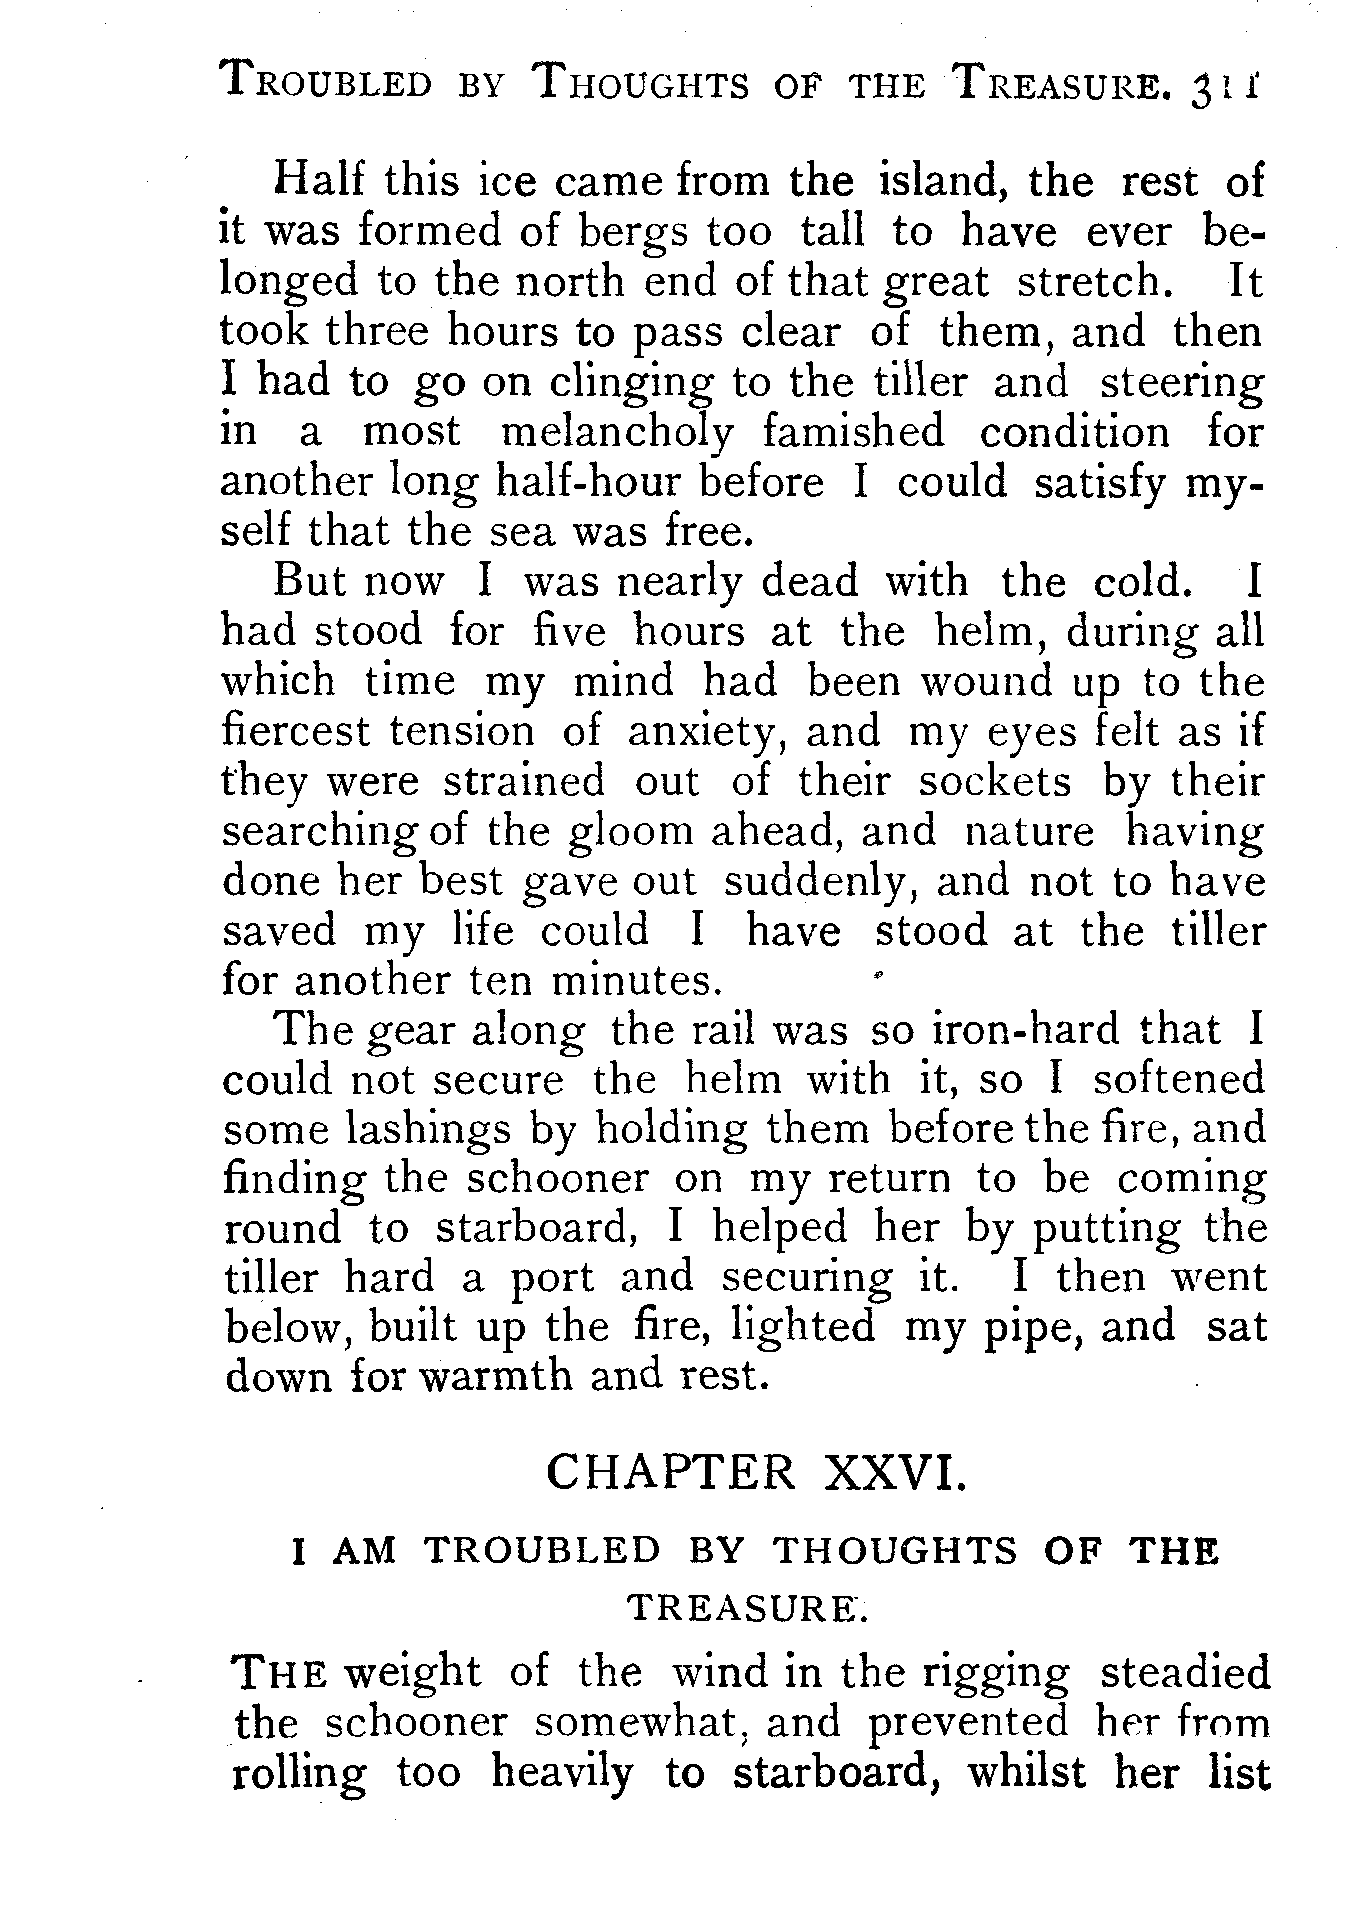 TROUBLED BY THOUGHTS OF THE TREASURE. 311
Half this ice came from the island, the rest of
it was formed of bergs too tall to have ever be-
longed to the north end of that great stretch. It
took three hours to pass clear of them, and then
I had to go on clinging to the tiller and steering
in a most melancholy famished condition for
another long half-hour before I could satisfy my-
self that the sea was free.
But now I was nearly dead with the cold. I
had stood for five hours at the helm, during all
which time my mind had been wound up to the
fiercest tension of anxiety, and my eyes felt as if
they were strained out of their sockets by their
searching of the gloom ahead, and nature having
done her best gave out suddenly, and not to have
saved my life could I have stood at the tiller
for another ten minutes.
The gear along the rail was so iron-hard that I
could not secure the helm with it, so I softened
some lashings by holding them before the fire, and
finding the schooner on my return to be coming
round to starboard, I helped her by putting the
tiller hard a port and securing it. I then went
below, built up the fire, lighted my pipe, and sat
down for warmth and rest.
CHAPTER XXVI.
I AM TROUBLED BY THOUGHTS OF THE
TREASURE.
THE weight of the wind in the rigging steadied
the schooner somewhat, and prevented her from
rolling too heavily to starboard, whilst her list